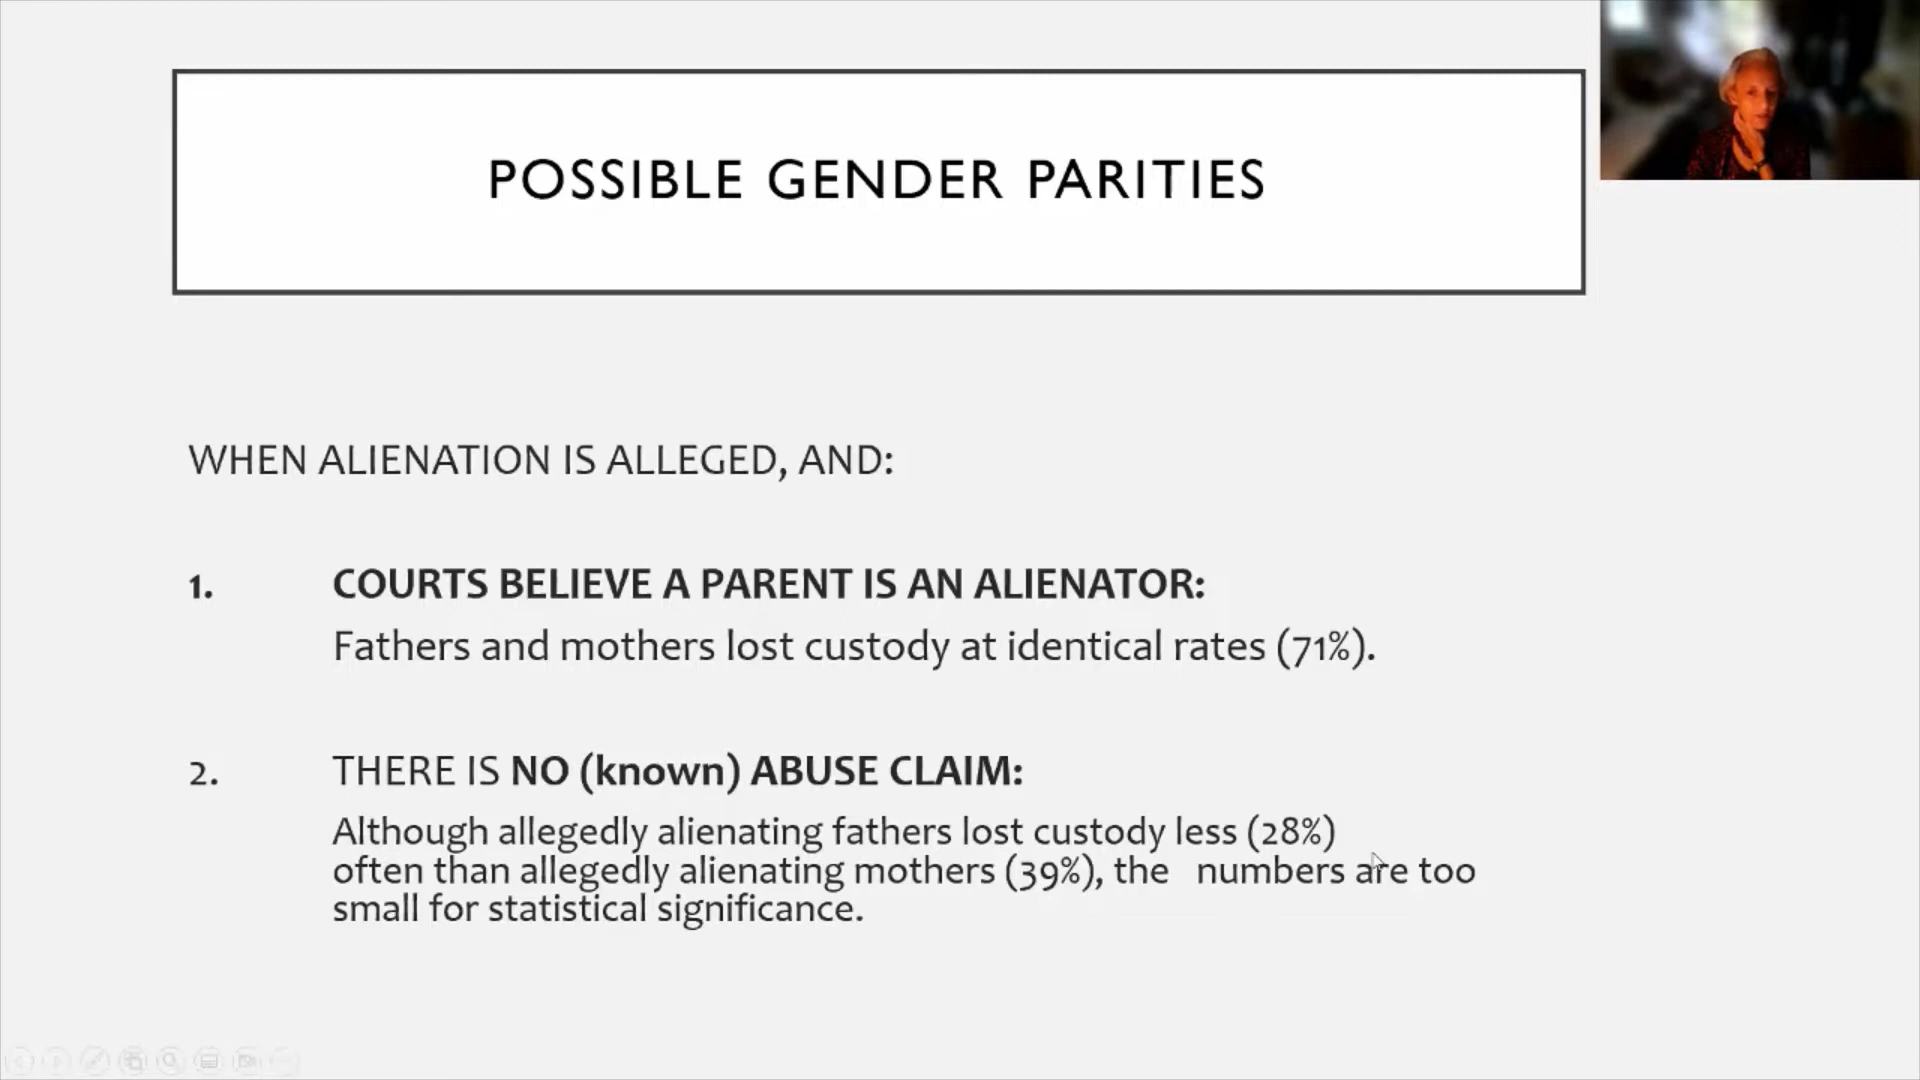 POSSIBLE GENDER PARITIES
WHEN ALIENATION IS ALLEGED, AND:
1. COURTS BELIEVE A PARENT IS AN ALIENATOR:
Fathers and mothers lost custody at identical rates (71%).
2. THERE IS NO (known) ABUSE CLAIM:
Although allegedly alienating fathers lost custody less (28%)
often than allegedly alienating mothers (39%), the numbers are too
small for statistical significance.